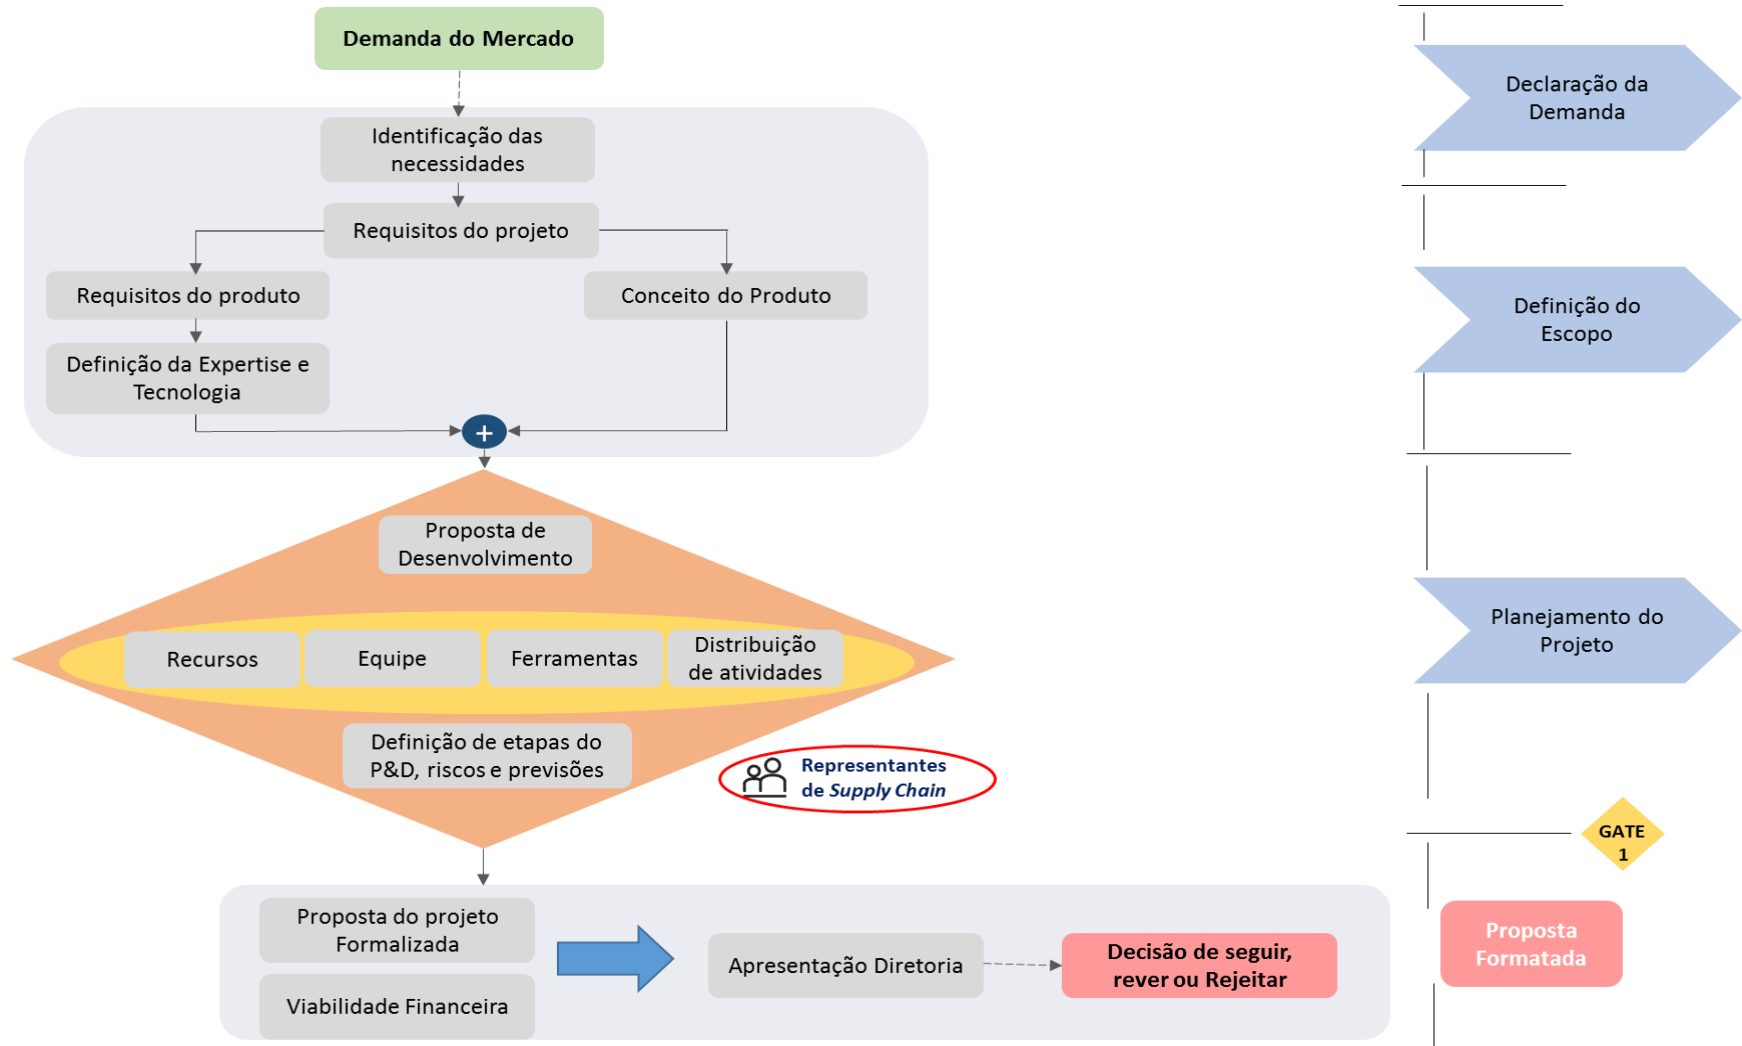 Demanda do Mercado
Identificação das
necessidades
Requisitos do projeto
Requisitos do produto
Conceito do Produto
Definição da Expertise e
Tecnologia
+
Proposta de
Desenvolvimento
Recursos
Equipe
Ferramentas
Distribuição
de atividades
Definição de etapas do
P&D, riscos e previsões
Representantes
de Supply Chain
Proposta do projeto
Formalizada
Viabilidade Financeira
Apresentação Diretoria
Decisão de seguir,
rever ou Rejeitar
Declaração da
Demanda
Definição do
Escopo
Planejamento do
Projeto
GATE
1
Proposta
Formatada